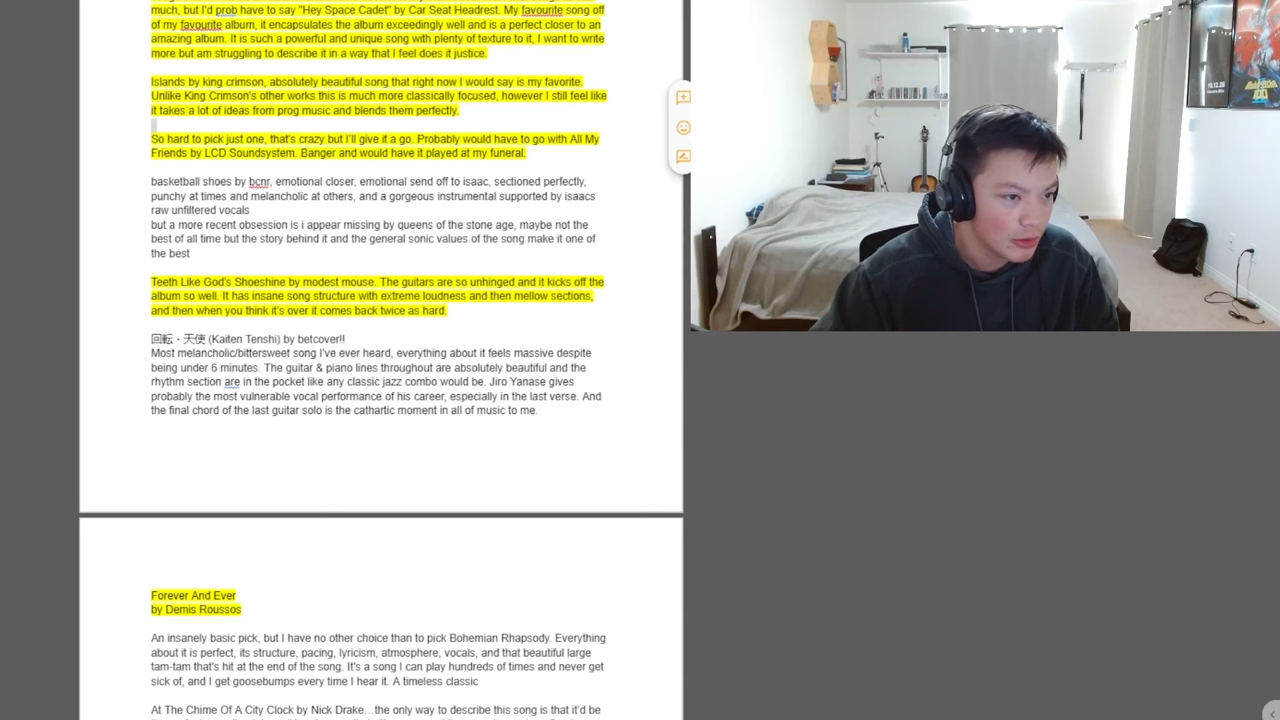 much, but I'd prob have to say "Hey Space Cadet" by Car Seat Headrest. My favourite song off
of my favourite album, it encapsulates the album exceedingly well and is a perfect closer to an
amazing album. It is such a powerful and unique song with plenty of texture to it, I want to write
more but am struggling to describe it in a way that I feel does it justice.
Islands by king crimson, absolutely beautiful song that right now I would say is my favorite.
Unlike King Crimson's other works this is much more classically focused, however I still feel like
it takes a lot of ideas from prog music and blends them perfectly.
So hard to pick just one, that's crazy but I'll give it a go. Probably would have to go with All My
Friends by LCD Soundsystem. Banger and would have it played at my funeral.
basketball shoes by bcnr, emotional closer, emotional send off to isaac, sectioned perfectly,
punchy at times and melancholic at others, and a gorgeous instrumental supported by isaacs
raw unfiltered vocals
but a more recent obsession is i appear missing by queens of the stone age, maybe not the
best of all time but the story behind it and the general sonic values of the song make it one of
the best
Teeth Like God's Shoeshine by modest mouse. The guitars are so unhinged and it kicks off the
album so well. It has insane song structure with extreme loudness and then mellow sections,
and then when you think it's over it comes back twice as hard.
回転・天使 (Kaiten Tenshi) by betcover!!
Most melancholic/bittersweet song I've ever heard, everything about it feels massive despite
being under 6 minutes. The guitar & piano lines throughout are absolutely beautiful and the
rhythm section are in the pocket like any classic jazz combo would be. Jiro Yanase gives
probably the most vulnerable vocal performance of his career, especially in the last verse. And
the final chord of the last guitar solo is the cathartic moment in all of music to me.
Forever And Ever
by Demis Roussos
An insanely basic pick, but I have no other choice than to pick Bohemian Rhapsody. Everything
about it is perfect, its structure, pacing, lyricism, atmosphere, vocals, and that beautiful large
tam-tam that's hit at the end of the song. It's a song I can play hundreds of times and never get
sick of, and I get goosebumps every time I hear it. A timeless classic
At The Chime Of A City Clock by Nick Drake…the only way to describe this song is that it'd be